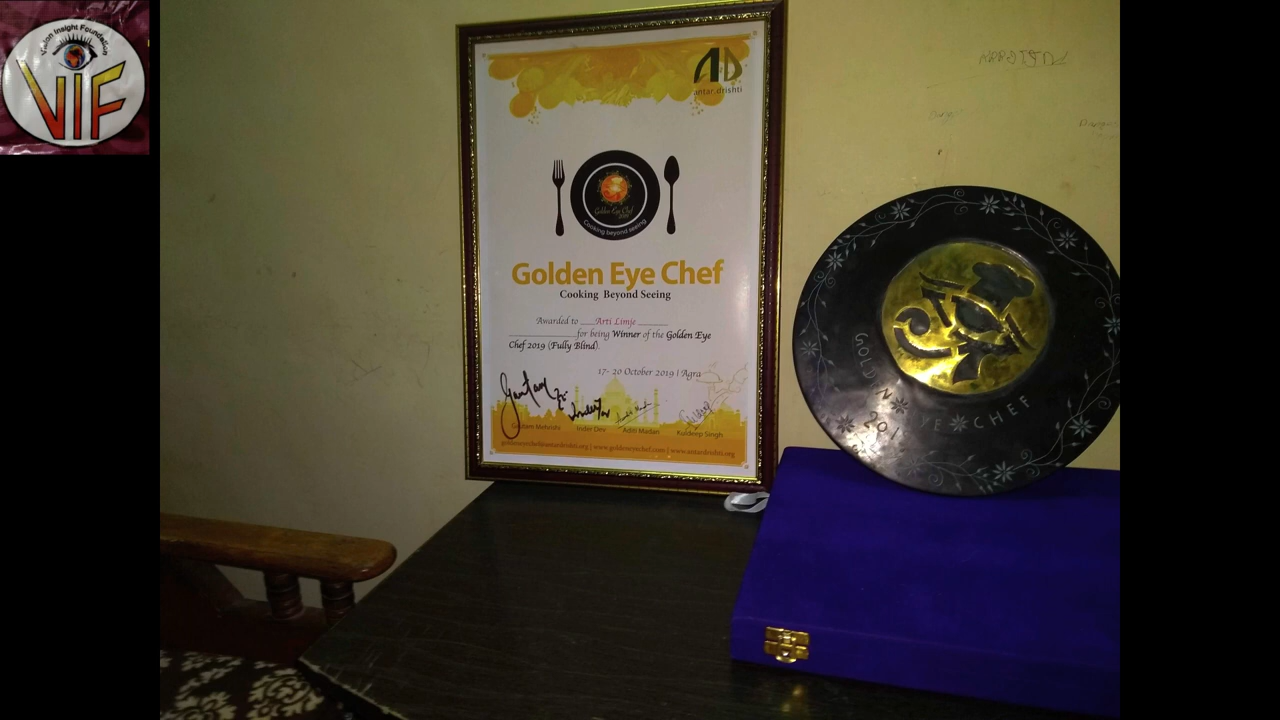 Vision Insight Foundation
VIF
AD
antar.drishti
Golden Eye Chef
Cooking beyond seeing
Golden Eye Chef
Cooking Beyond Seeing
Awarded to Arti Limje
for being Winner of the Golden Eye
Chef 2019 (Fully Blind).
17- 20 October 2019 | Agra
Gautam Mehrishi Inder Dev Aditi Madan Kuldeep Singh
goldeneyechef@antardrishti.org | www.goldeneyechef.com | www.antardrishti.org
GOLDEN EYE CHEF
201